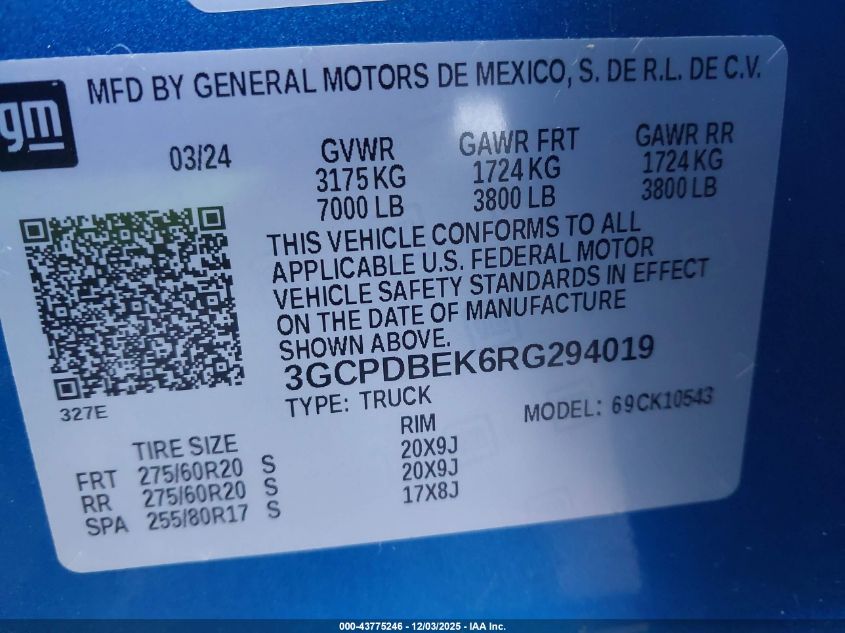 gm
MFD BY GENERAL MOTORS DE MEXICO, S. DE R.L. DE C.V.
03/24
GVWR
3175 KG
7000 LB
GAWR FRT
1724 KG
3800 LB
GAWR RR
1724 KG
3800 LB
THIS VEHICLE CONFORMS TO ALL
APPLICABLE U.S. FEDERAL MOTOR
VEHICLE SAFETY STANDARDS IN EFFECT
ON THE DATE OF MANUFACTURE
SHOWN ABOVE.
3GCPDBEK6RG294019
TYPE: TRUCK
MODEL: 69CK10543
327E
TIRE SIZE RIM
FRT 275/60R20 S 20X9J
RR 275/60R20 S 20X9J
SPA 255/80R17 S 17X8J
000-43775246 - 12/03/2025 - IAA Inc.